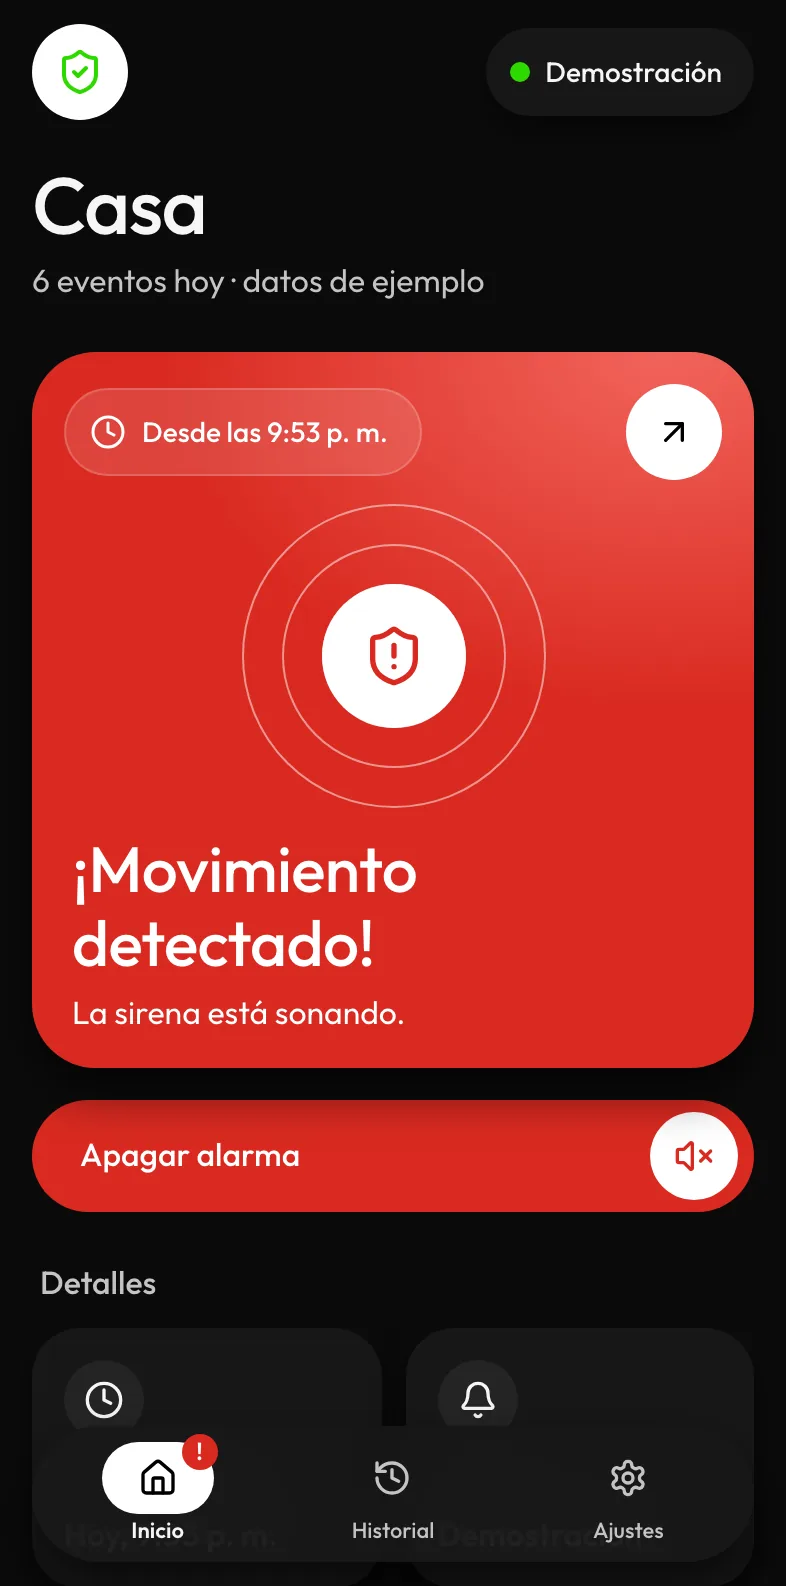 Demostración
Casa
6 eventos hoy · datos de ejemplo
Desde las 9:53 p. m.
¡Movimiento
detectado!
La sirena está sonando.
Apagar alarma
Detalles
!
Inicio
Historial
Ajustes
Hoy, p. m.